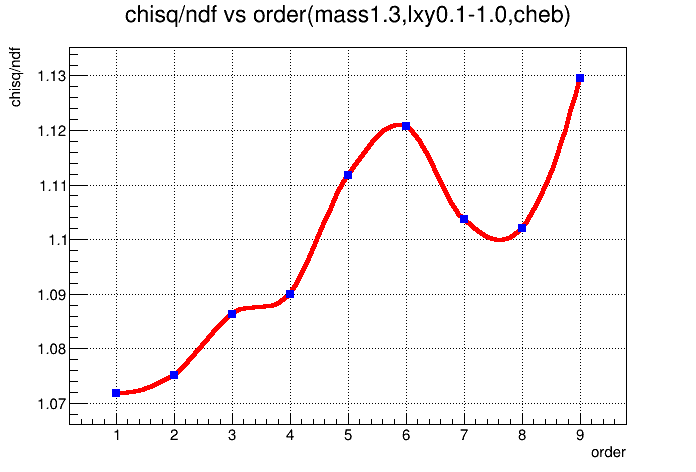 chisq/ndf vs order(mass1.3,lxy0.1-1.0,cheb)
chisq/ndf
1.13
1.12
1.11
1.1
1.09
1.08
1.07
1 2 3 4 5 6 7 8 9
order